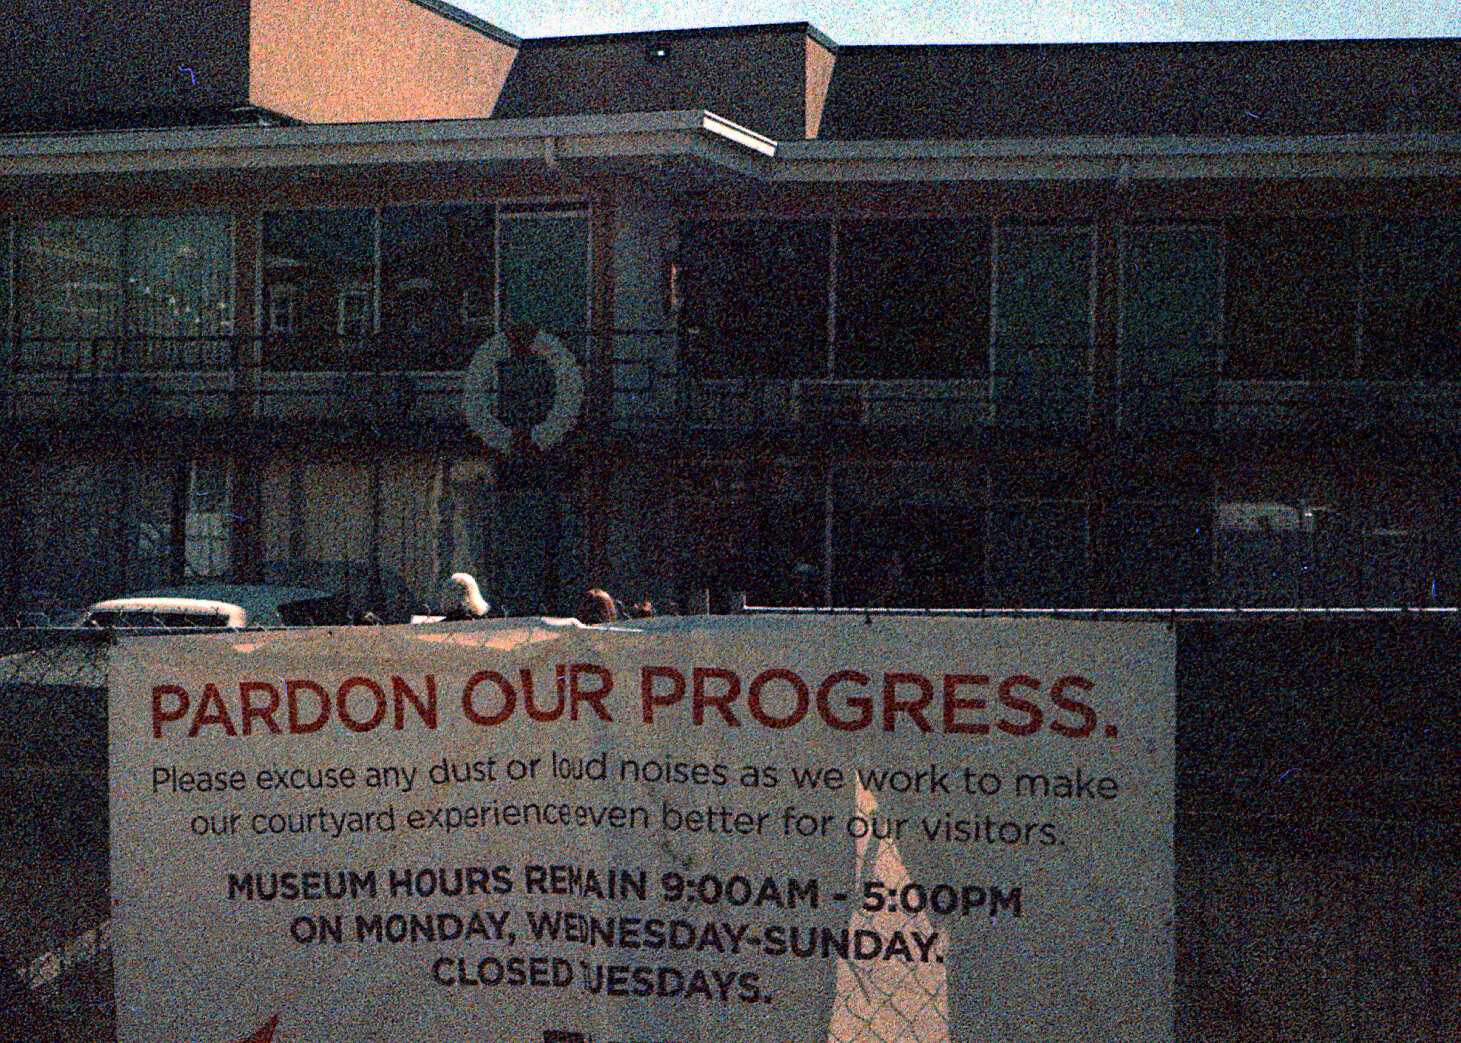 PARDON OUR PROGRESS.
Please excuse any dust or loud noises as we work to make
our courtyard experience even better for our visitors.
MUSEUM HOURS REMAIN 9:00AM - 5:00PM
ON MONDAY, WEDNESDAY-SUNDAY.
CLOSED TUESDAYS.